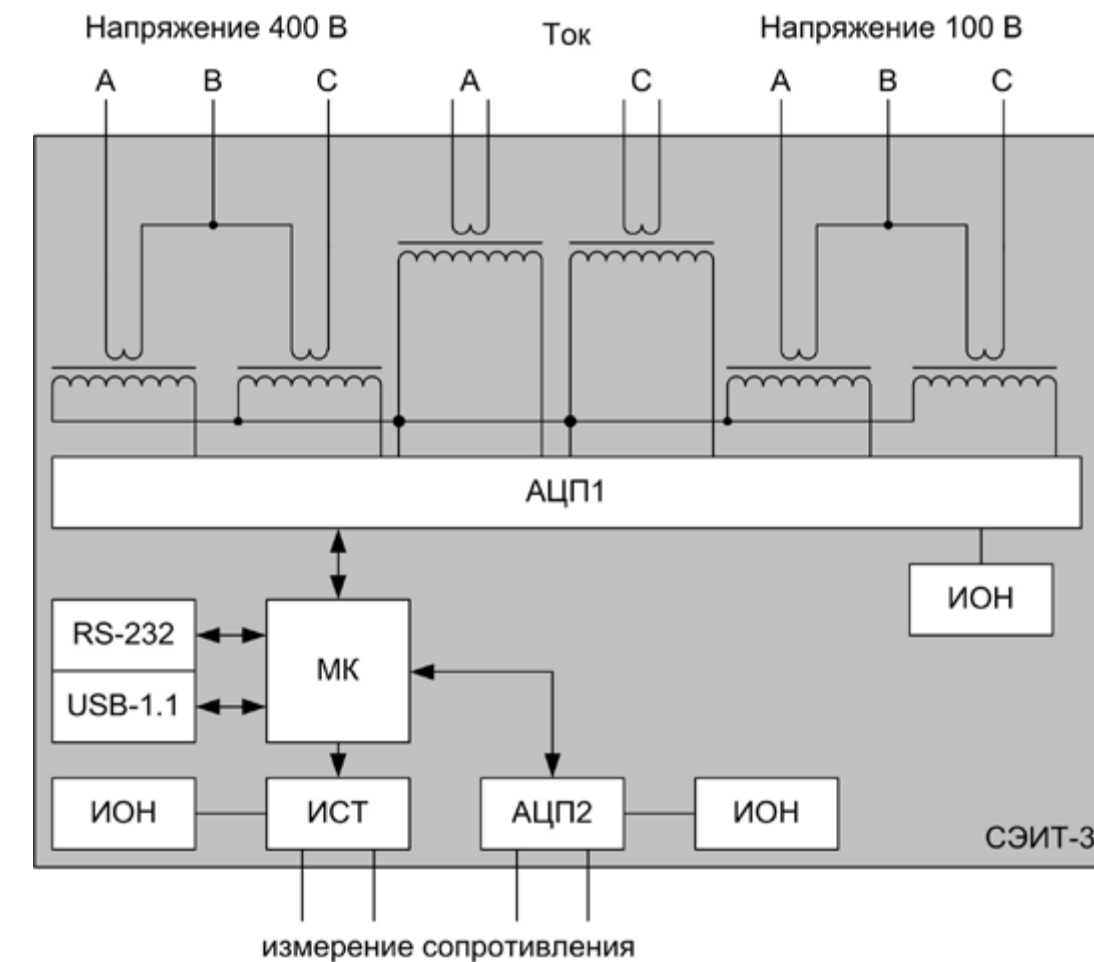 Напряжение 400 В
Ток
Напряжение 100 В
A B C A C A B C
АЦП1
ИОН
RS-232
МК
USB-1.1
ИОН
ИСТ
АЦП2
ИОН
СЭИТ-3
измерение сопротивления